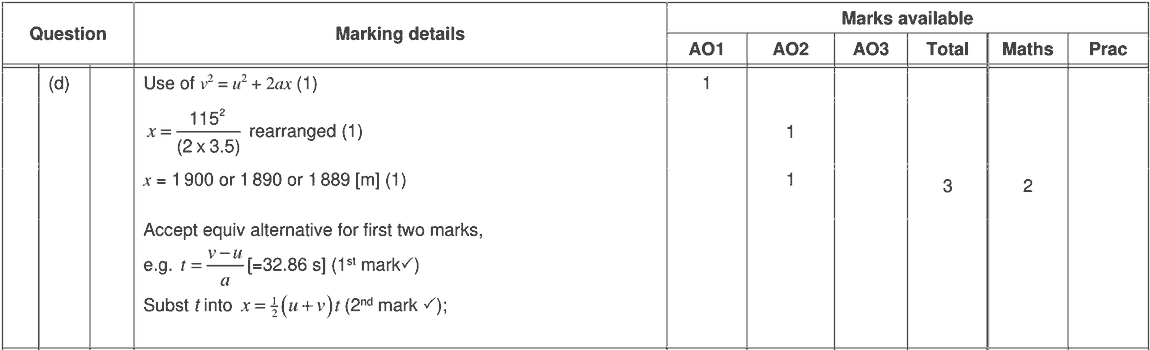 Question Marking details Marks available
AO1 AO2 AO3 Total Maths Prac
(d) Use of v² = u² + 2ax (1) 1
x = 115² / (2 x 3.5) rearranged (1) 1
x = 1 900 or 1 890 or 1 889 [m] (1) 1 3 2
Accept equiv alternative for first two marks,
e.g. t = (v – u) / a [=32.86 s] (1st mark✓)
Subst t into x = ½(u + v)t (2nd mark ✓);